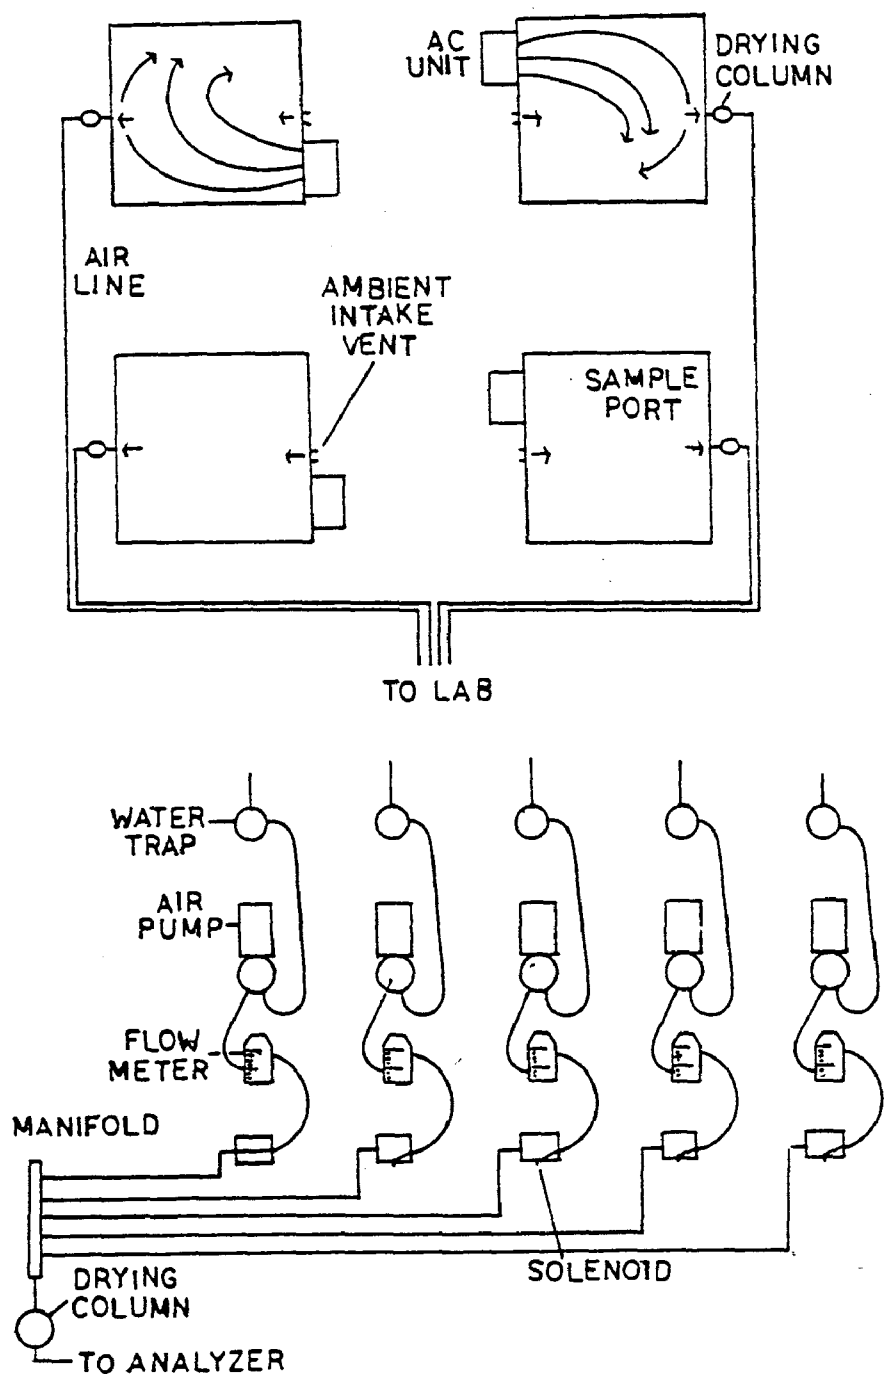 AC
UNIT
DRYING
COLUMN
AIR
LINE
AMBIENT
INTAKE
VENT
SAMPLE
PORT
TO LAB
WATER
TRAP
AIR
PUMP
FLOW
METER
MANIFOLD
SOLENOID
DRYING
COLUMN
TO ANALYZER